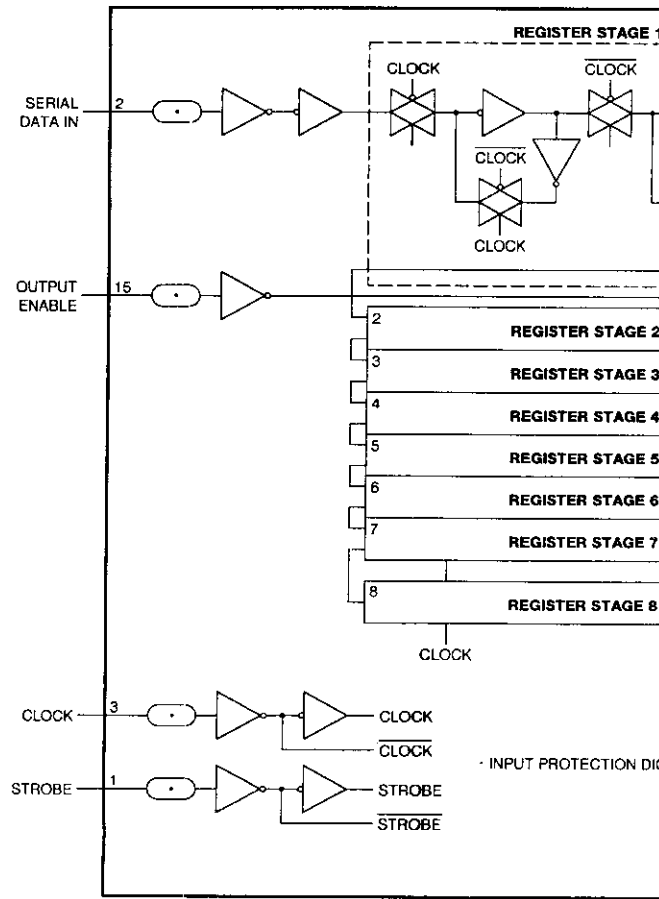 REGISTER STAGE 1
CLOCK
CLOCK
SERIAL
DATA IN
2
CLOCK
CLOCK
OUTPUT
ENABLE
15
2
REGISTER STAGE 2
3
REGISTER STAGE 3
4
REGISTER STAGE 4
5
REGISTER STAGE 5
6
REGISTER STAGE 6
7
REGISTER STAGE 7
8
REGISTER STAGE 8
CLOCK
CLOCK
3
CLOCK
CLOCK
INPUT PROTECTION
STROBE
1
STROBE
STROBE